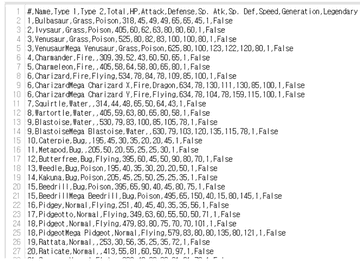 1 #,Name,Type 1,Type 2,Total,HP,Attack,Defense,Sp. Atk,Sp. Def,Speed,Generation,Legendary
2 1,Bulbasaur,Grass,Poison,318,45,49,49,65,65,45,1,False
3 2,Ivysaur,Grass,Poison,405,60,62,63,80,80,60,1,False
4 3,Venusaur,Grass,Poison,525,80,82,83,100,100,80,1,False
5 3,VenusaurMega Venusaur,Grass,Poison,625,80,100,123,122,120,80,1,False
6 4,Charmander,Fire,,309,39,52,43,60,50,65,1,False
7 5,Charmeleon,Fire,,405,58,64,58,80,65,80,1,False
8 6,Charizard,Fire,Flying,534,78,84,78,109,85,100,1,False
9 6,CharizardMega Charizard X,Fire,Dragon,634,78,130,111,130,85,100,1,False
10 6,CharizardMega Charizard Y,Fire,Flying,634,78,104,78,159,115,100,1,False
11 7,Squirtle,Water,,314,44,48,65,50,64,43,1,False
12 8,Wartortle,Water,,405,59,63,80,65,80,58,1,False
13 9,Blastoise,Water,,530,79,83,100,85,105,78,1,False
14 9,BlastoiseMega Blastoise,Water,,630,79,103,120,135,115,78,1,False
15 10,Caterpie,Bug,,195,45,30,35,20,20,45,1,False
16 11,Metapod,Bug,,205,50,20,55,25,25,30,1,False
17 12,Butterfree,Bug,Flying,395,60,45,50,90,80,70,1,False
18 13,Weedle,Bug,Poison,195,40,35,30,20,20,50,1,False
19 14,Kakuna,Bug,Poison,205,45,25,50,25,25,35,1,False
20 15,Beedrill,Bug,Poison,395,65,90,40,45,80,75,1,False
21 15,BeedrillMega Beedrill,Bug,Poison,495,65,150,40,15,80,145,1,False
22 16,Pidgey,Normal,Flying,251,40,45,40,35,35,56,1,False
23 17,Pidgeotto,Normal,Flying,349,63,60,55,50,50,71,1,False
24 18,Pidgeot,Normal,Flying,479,83,80,75,70,70,101,1,False
25 18,PidgeotMega Pidgeot,Normal,Flying,579,83,80,80,135,80,121,1,False
26 19,Rattata,Normal,,253,30,56,35,25,35,72,1,False
27 20,Raticate,Normal,,413,55,81,60,50,70,97,1,False